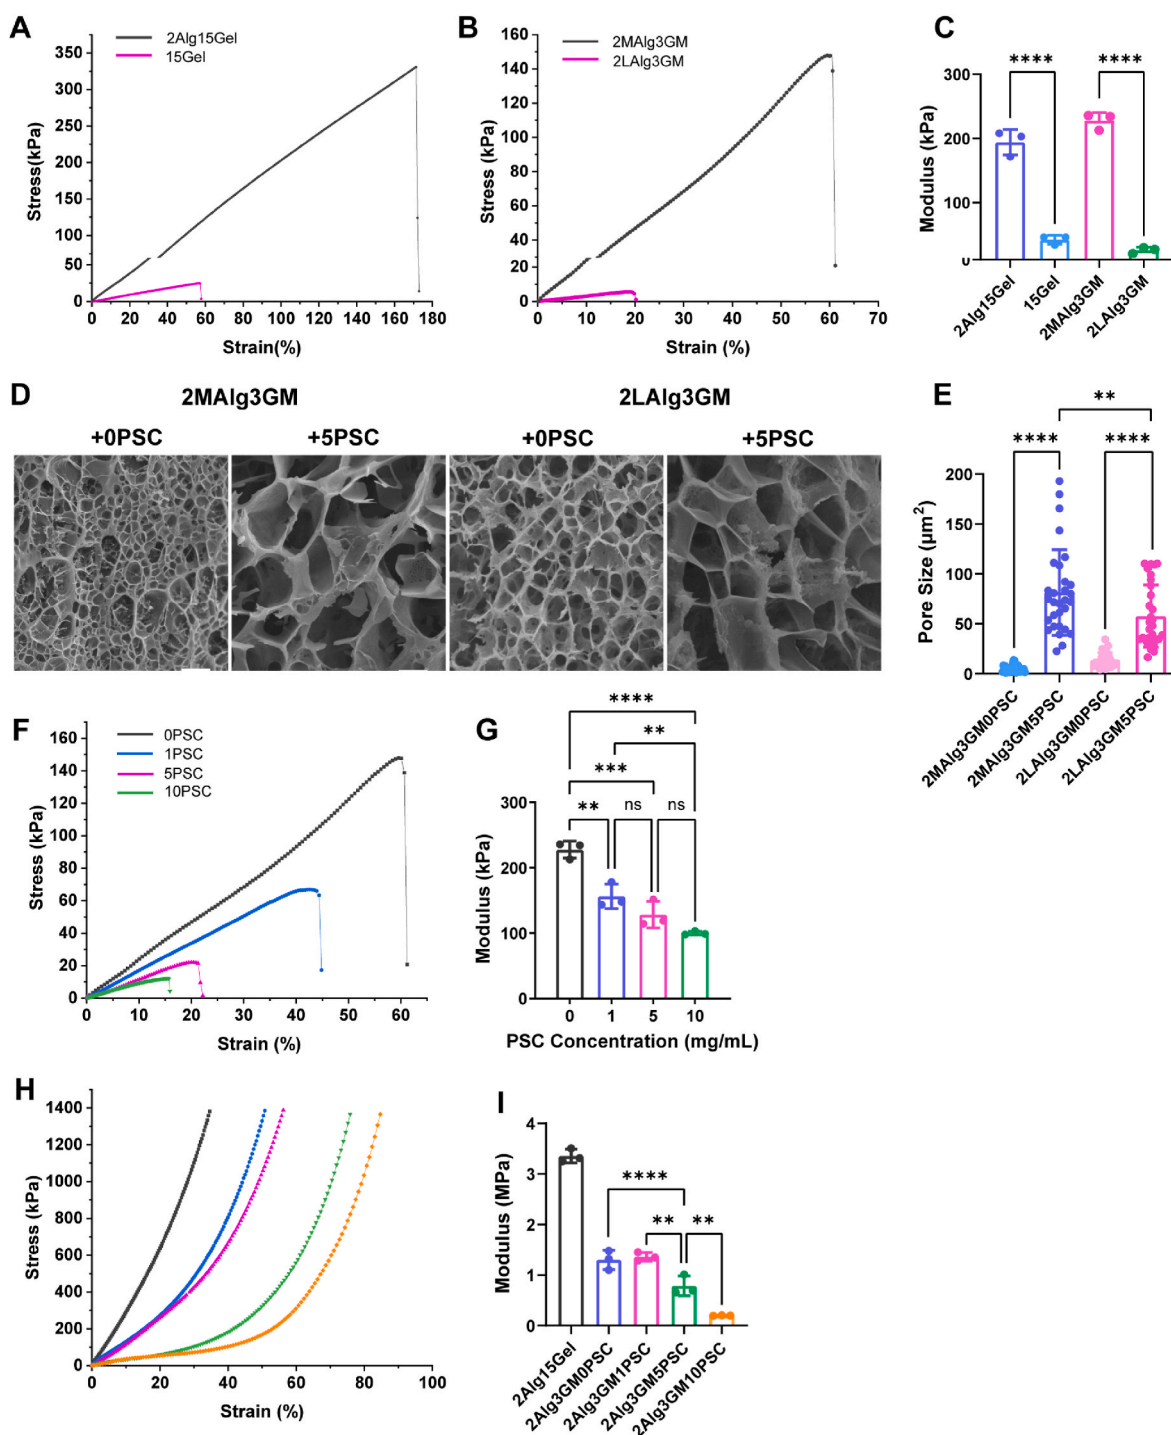 A
2Alg15Gel
15Gel
350
300
250
200
150
100
50
0
Stress(kPa)
0 20 40 60 80 100 120 140 160 180
Strain(%)
B
2MAlg3GM
2LAlg3GM
160
140
120
100
80
60
40
20
0
Stress (kPa)
0 10 20 30 40 50 60 70
Strain (%)
C
**** ****
300
200
100
0
Modulus (kPa)
2Alg15Gel
15Gel
2MAlg3GM
2LAlg3GM
D
2MAlg3GM 2LAlg3GM
+0PSC +5PSC +0PSC +5PSC
E
**
**** ****
200
150
100
50
0
Pore Size (μm²)
2MAlg3GM0PSC
2MAlg3GM5PSC
2LAlg3GM0PSC
2LAlg3GM5PSC
F
0PSC
1PSC
5PSC
10PSC
160
140
120
100
80
60
40
20
0
Stress (kPa)
0 10 20 30 40 50 60
Strain (%)
G
****
**
***
** ns ns
300
200
100
0
Modulus (kPa)
0 1 5 10
PSC Concentration (mg/mL)
H
1400
1200
1000
800
600
400
200
0
Stress (kPa)
0 20 40 60 80 100
Strain (%)
I
****
** **
4
3
2
1
0
Modulus (MPa)
2Alg15Gel
2Alg3GM0PSC
2Alg3GM1PSC
2Alg3GM5PSC
2Alg3GM10PSC